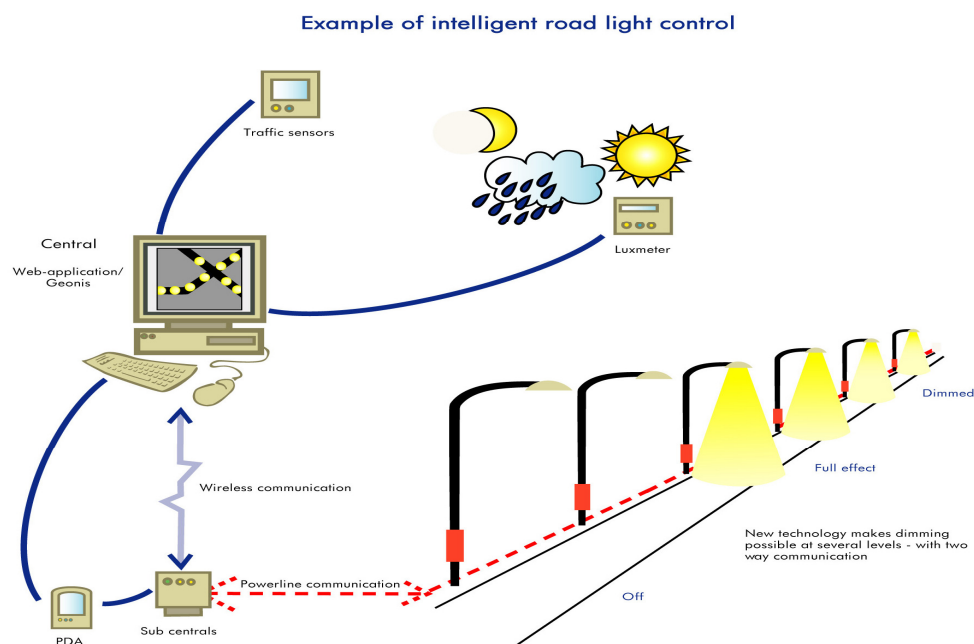 Example of intelligent road light control
Traffic sensors
Central
Web-application/
Geonis
Luxmeter
Dimmed
Full effect
Wireless communication
New technology makes dimming
possible at several levels - with two
way communication
Powerline communication
Off
Sub centrals
PDA